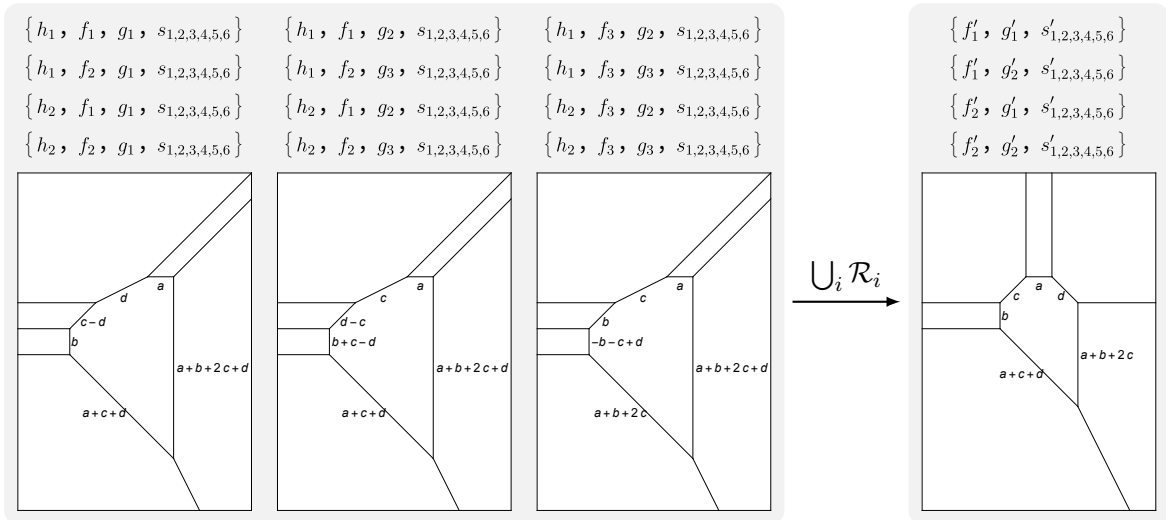 {h₁, f₁, g₁, s₁,₂,₃,₄,₅,₆}
{h₁, f₂, g₁, s₁,₂,₃,₄,₅,₆}
{h₂, f₁, g₁, s₁,₂,₃,₄,₅,₆}
{h₂, f₂, g₁, s₁,₂,₃,₄,₅,₆}
a
d
c−d
b
a+b+2c+d
a+c+d
{h₁, f₁, g₂, s₁,₂,₃,₄,₅,₆}
{h₁, f₂, g₃, s₁,₂,₃,₄,₅,₆}
{h₂, f₁, g₂, s₁,₂,₃,₄,₅,₆}
{h₂, f₂, g₃, s₁,₂,₃,₄,₅,₆}
a
c
d−c
b+c−d
a+b+2c+d
a+c+d
{h₁, f₃, g₂, s₁,₂,₃,₄,₅,₆}
{h₁, f₃, g₃, s₁,₂,₃,₄,₅,₆}
{h₂, f₃, g₂, s₁,₂,₃,₄,₅,₆}
{h₂, f₃, g₃, s₁,₂,₃,₄,₅,₆}
a
c
b
−b−c+d
a+b+2c+d
a+b+2c
⋃ᵢ ℛᵢ
{f′₁, g′₁, s′₁,₂,₃,₄,₅,₆}
{f′₁, g′₂, s′₁,₂,₃,₄,₅,₆}
{f′₂, g′₁, s′₁,₂,₃,₄,₅,₆}
{f′₂, g′₂, s′₁,₂,₃,₄,₅,₆}
c a d
b
a+b+2c
a+c+d